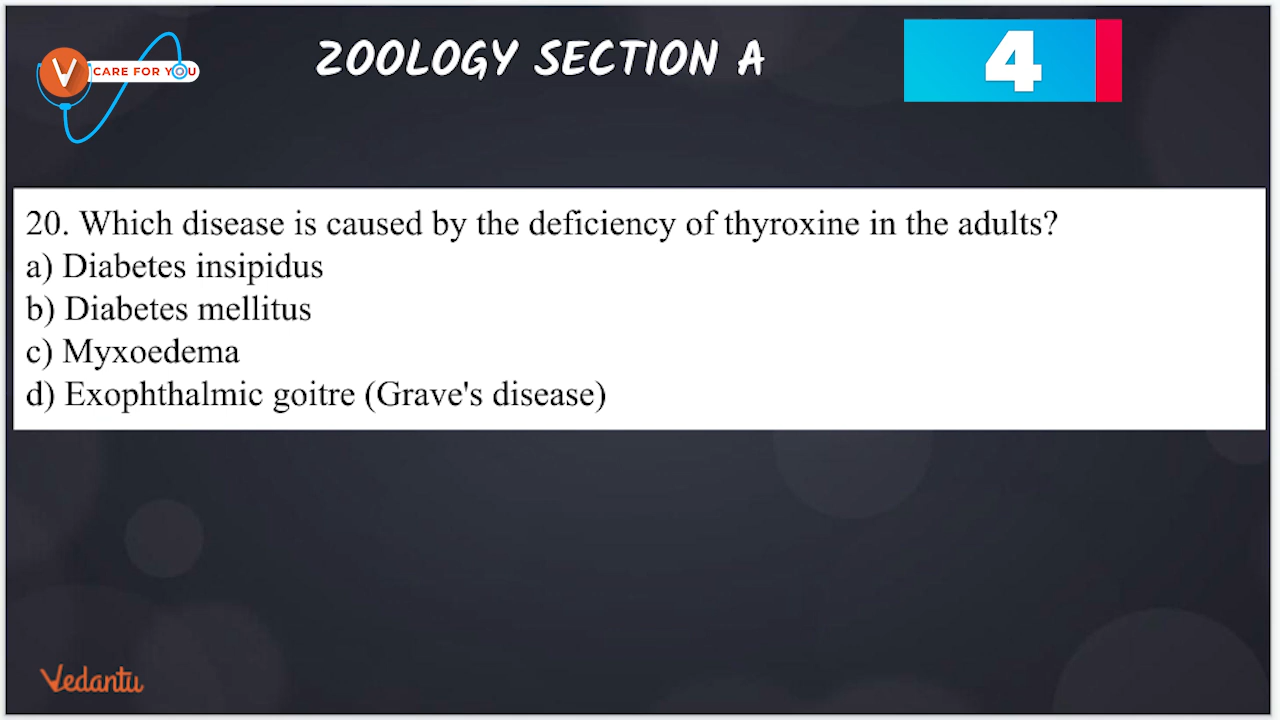 V CARE FOR YOU
ZOOLOGY SECTION A
4
20. Which disease is caused by the deficiency of thyroxine in the adults?
a) Diabetes insipidus
b) Diabetes mellitus
c) Myxoedema
d) Exophthalmic goitre (Grave's disease)
Vedantu